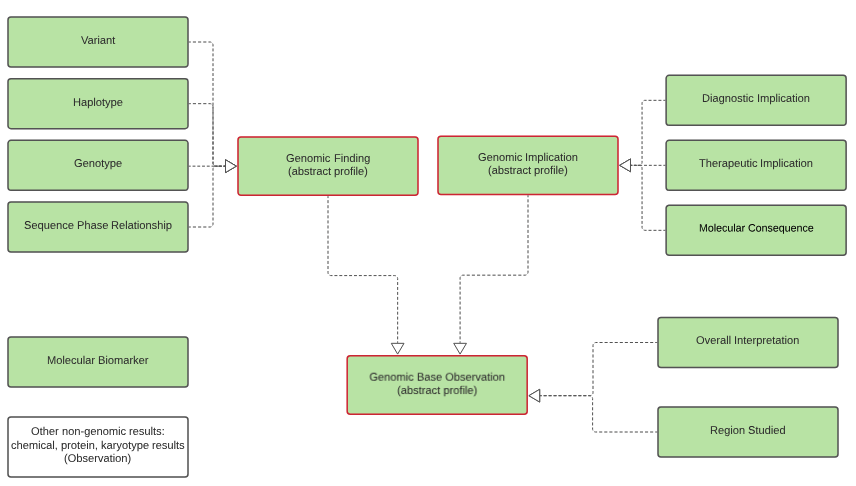 Variant
Haplotype
Genotype
Sequence Phase Relationship
Genomic Finding
(abstract profile)
Genomic Implication
(abstract profile)
Diagnostic Implication
Therapeutic Implication
Molecular Consequence
Molecular Biomarker
Other non-genomic results:
chemical, protein, karyotype results
(Observation)
Genomic Base Observation
(abstract profile)
Overall Interpretation
Region Studied